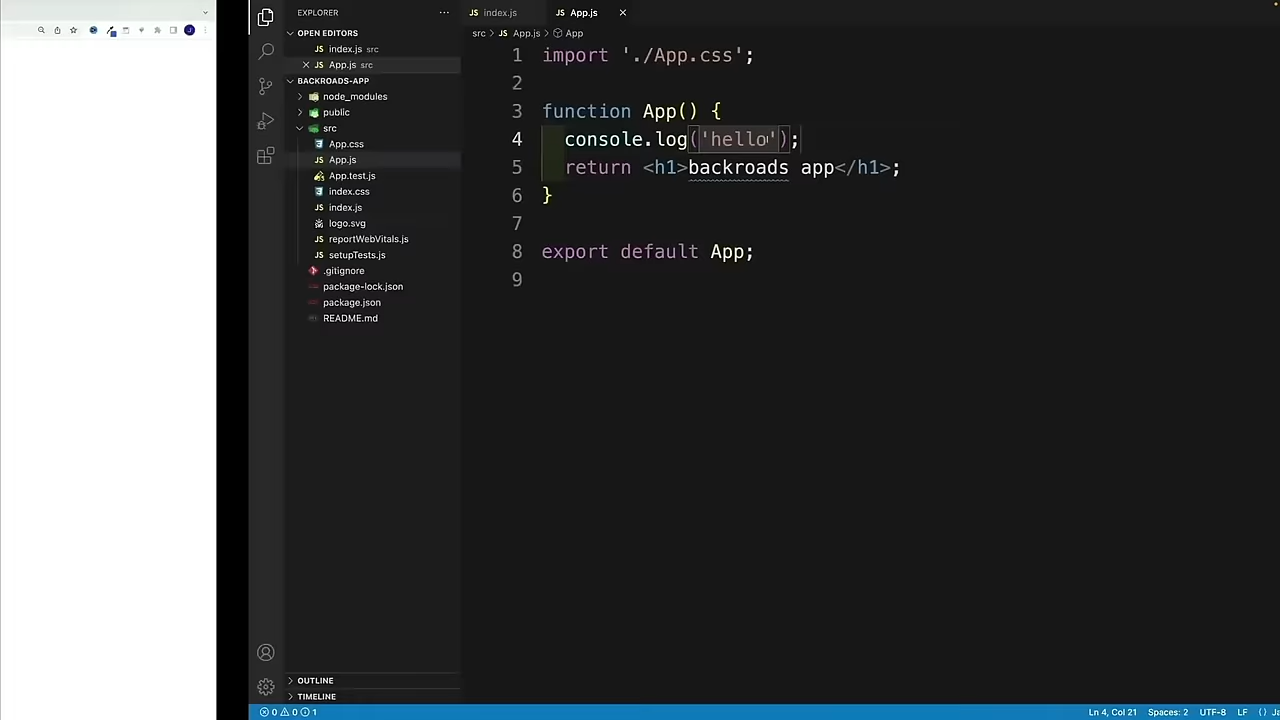 EXPLORER
OPEN EDITORS
index.js src
App.js src
BACKROADS-APP
node_modules
public
src
App.css
App.js
App.test.js
index.css
index.js
logo.svg
reportWebVitals.js
setupTests.js
.gitignore
package-lock.json
package.json
README.md
OUTLINE
TIMELINE
index.js
App.js
src > App.js > App
1 import './App.css';
2
3 function App() {
4 console.log('hello');
5 return <h1>backroads app</h1>;
6 }
7
8 export default App;
9
0 0 1
Ln 4, Col 21 Spaces: 2 UTF-8 LF {}